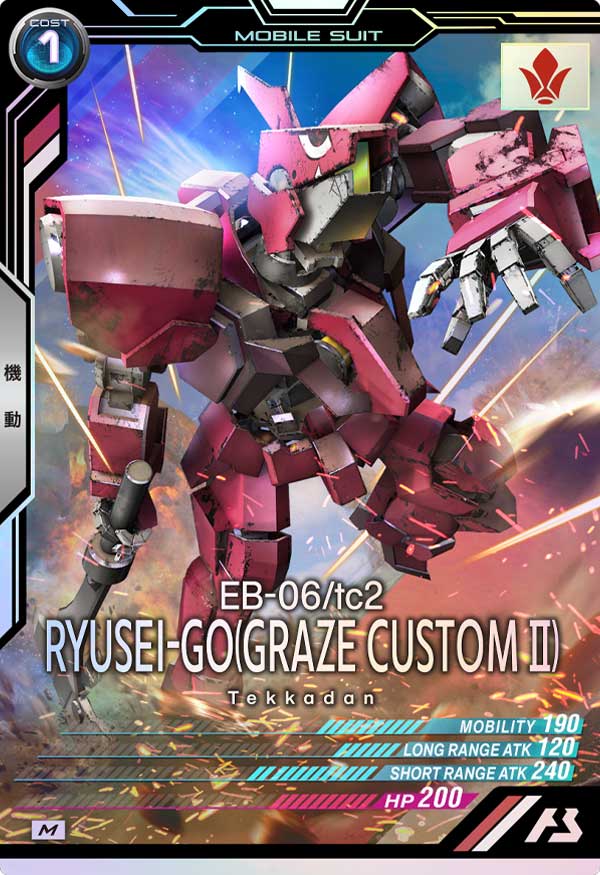 COST
1
MOBILE SUIT
機動
EB-06/tc2
RYUSEI-GO(GRAZE CUSTOM II)
Tekkadan
MOBILITY 190
LONG RANGE ATK 120
SHORT RANGE ATK 240
HP 200
M